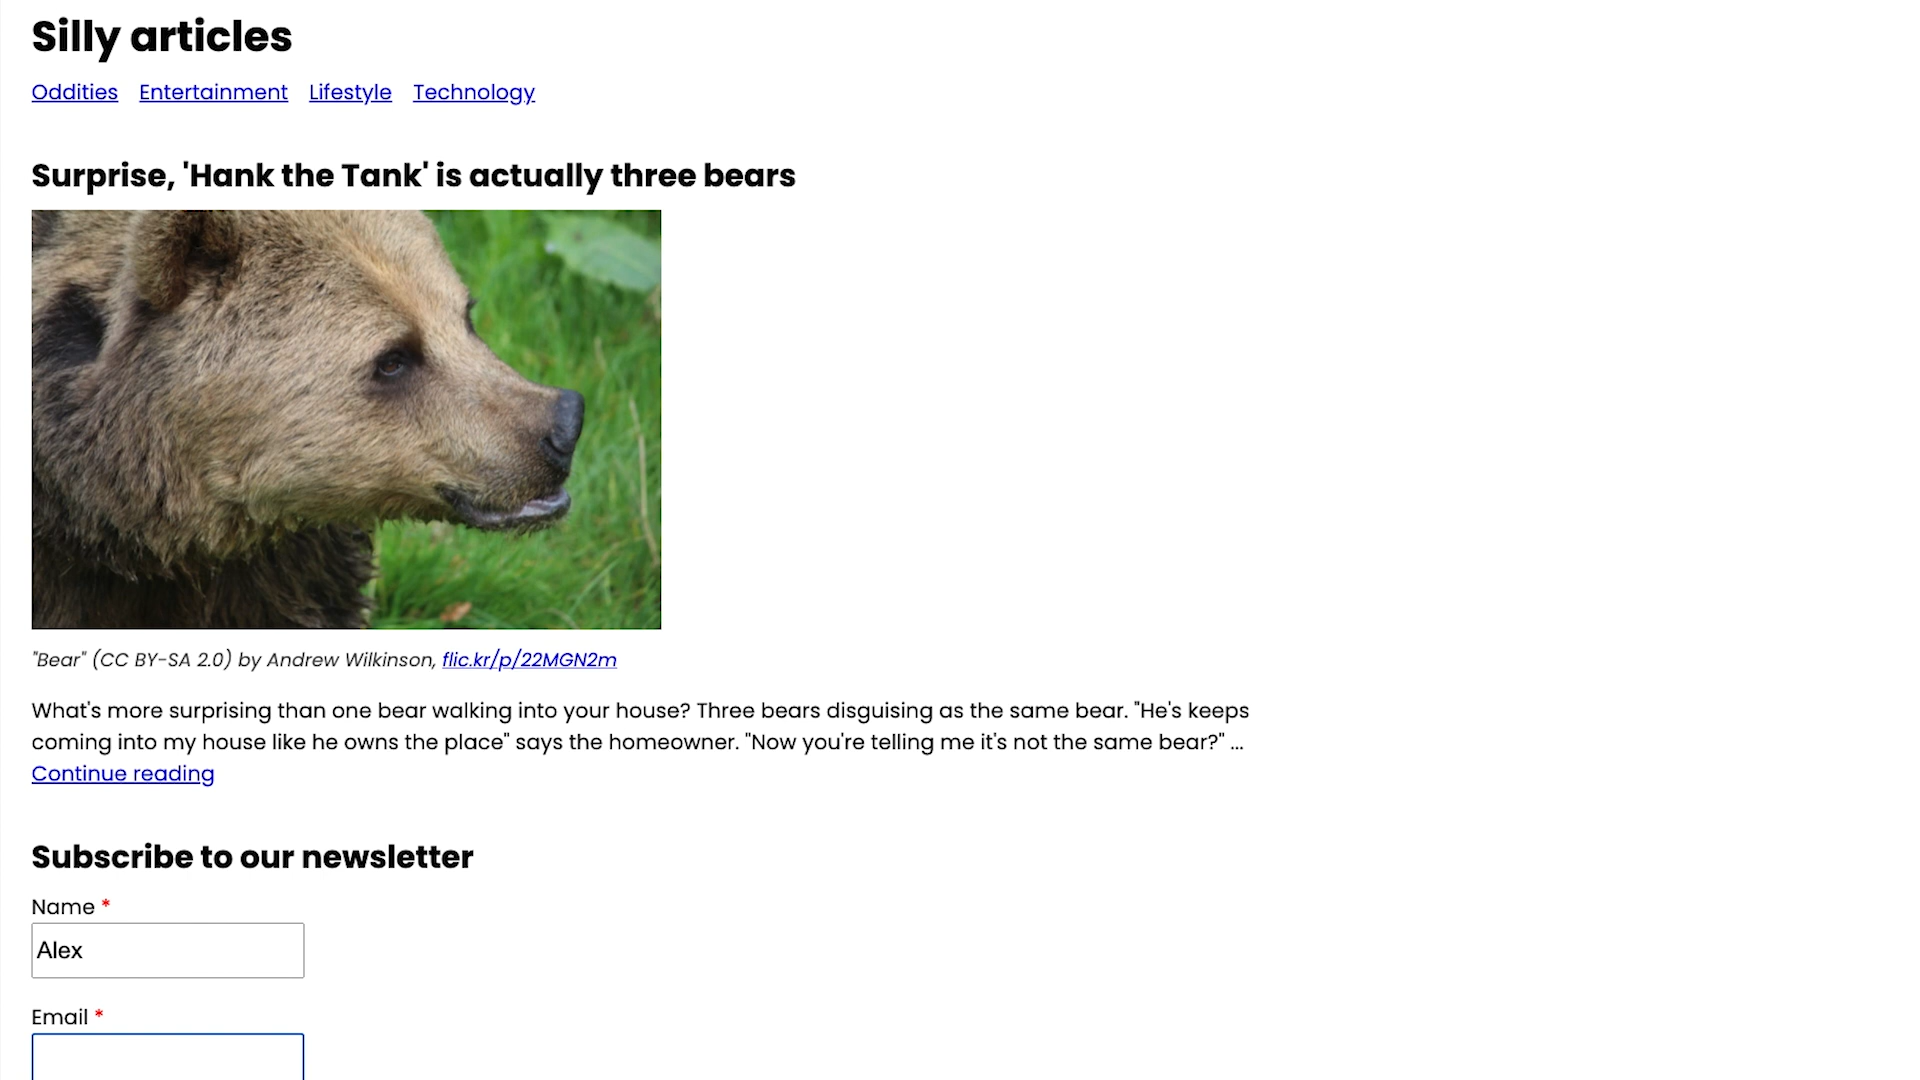 Silly articles
Oddities Entertainment Lifestyle Technology
Surprise, 'Hank the Tank' is actually three bears
"Bear" (CC BY-SA 2.0) by Andrew Wilkinson, flic.kr/p/22MGN2m
What's more surprising than one bear walking into your house? Three bears disguising as the same bear. "He's keeps
coming into my house like he owns the place" says the homeowner. "Now you're telling me it's not the same bear?" ...
Continue reading
Subscribe to our newsletter
Name *
Alex
Email *